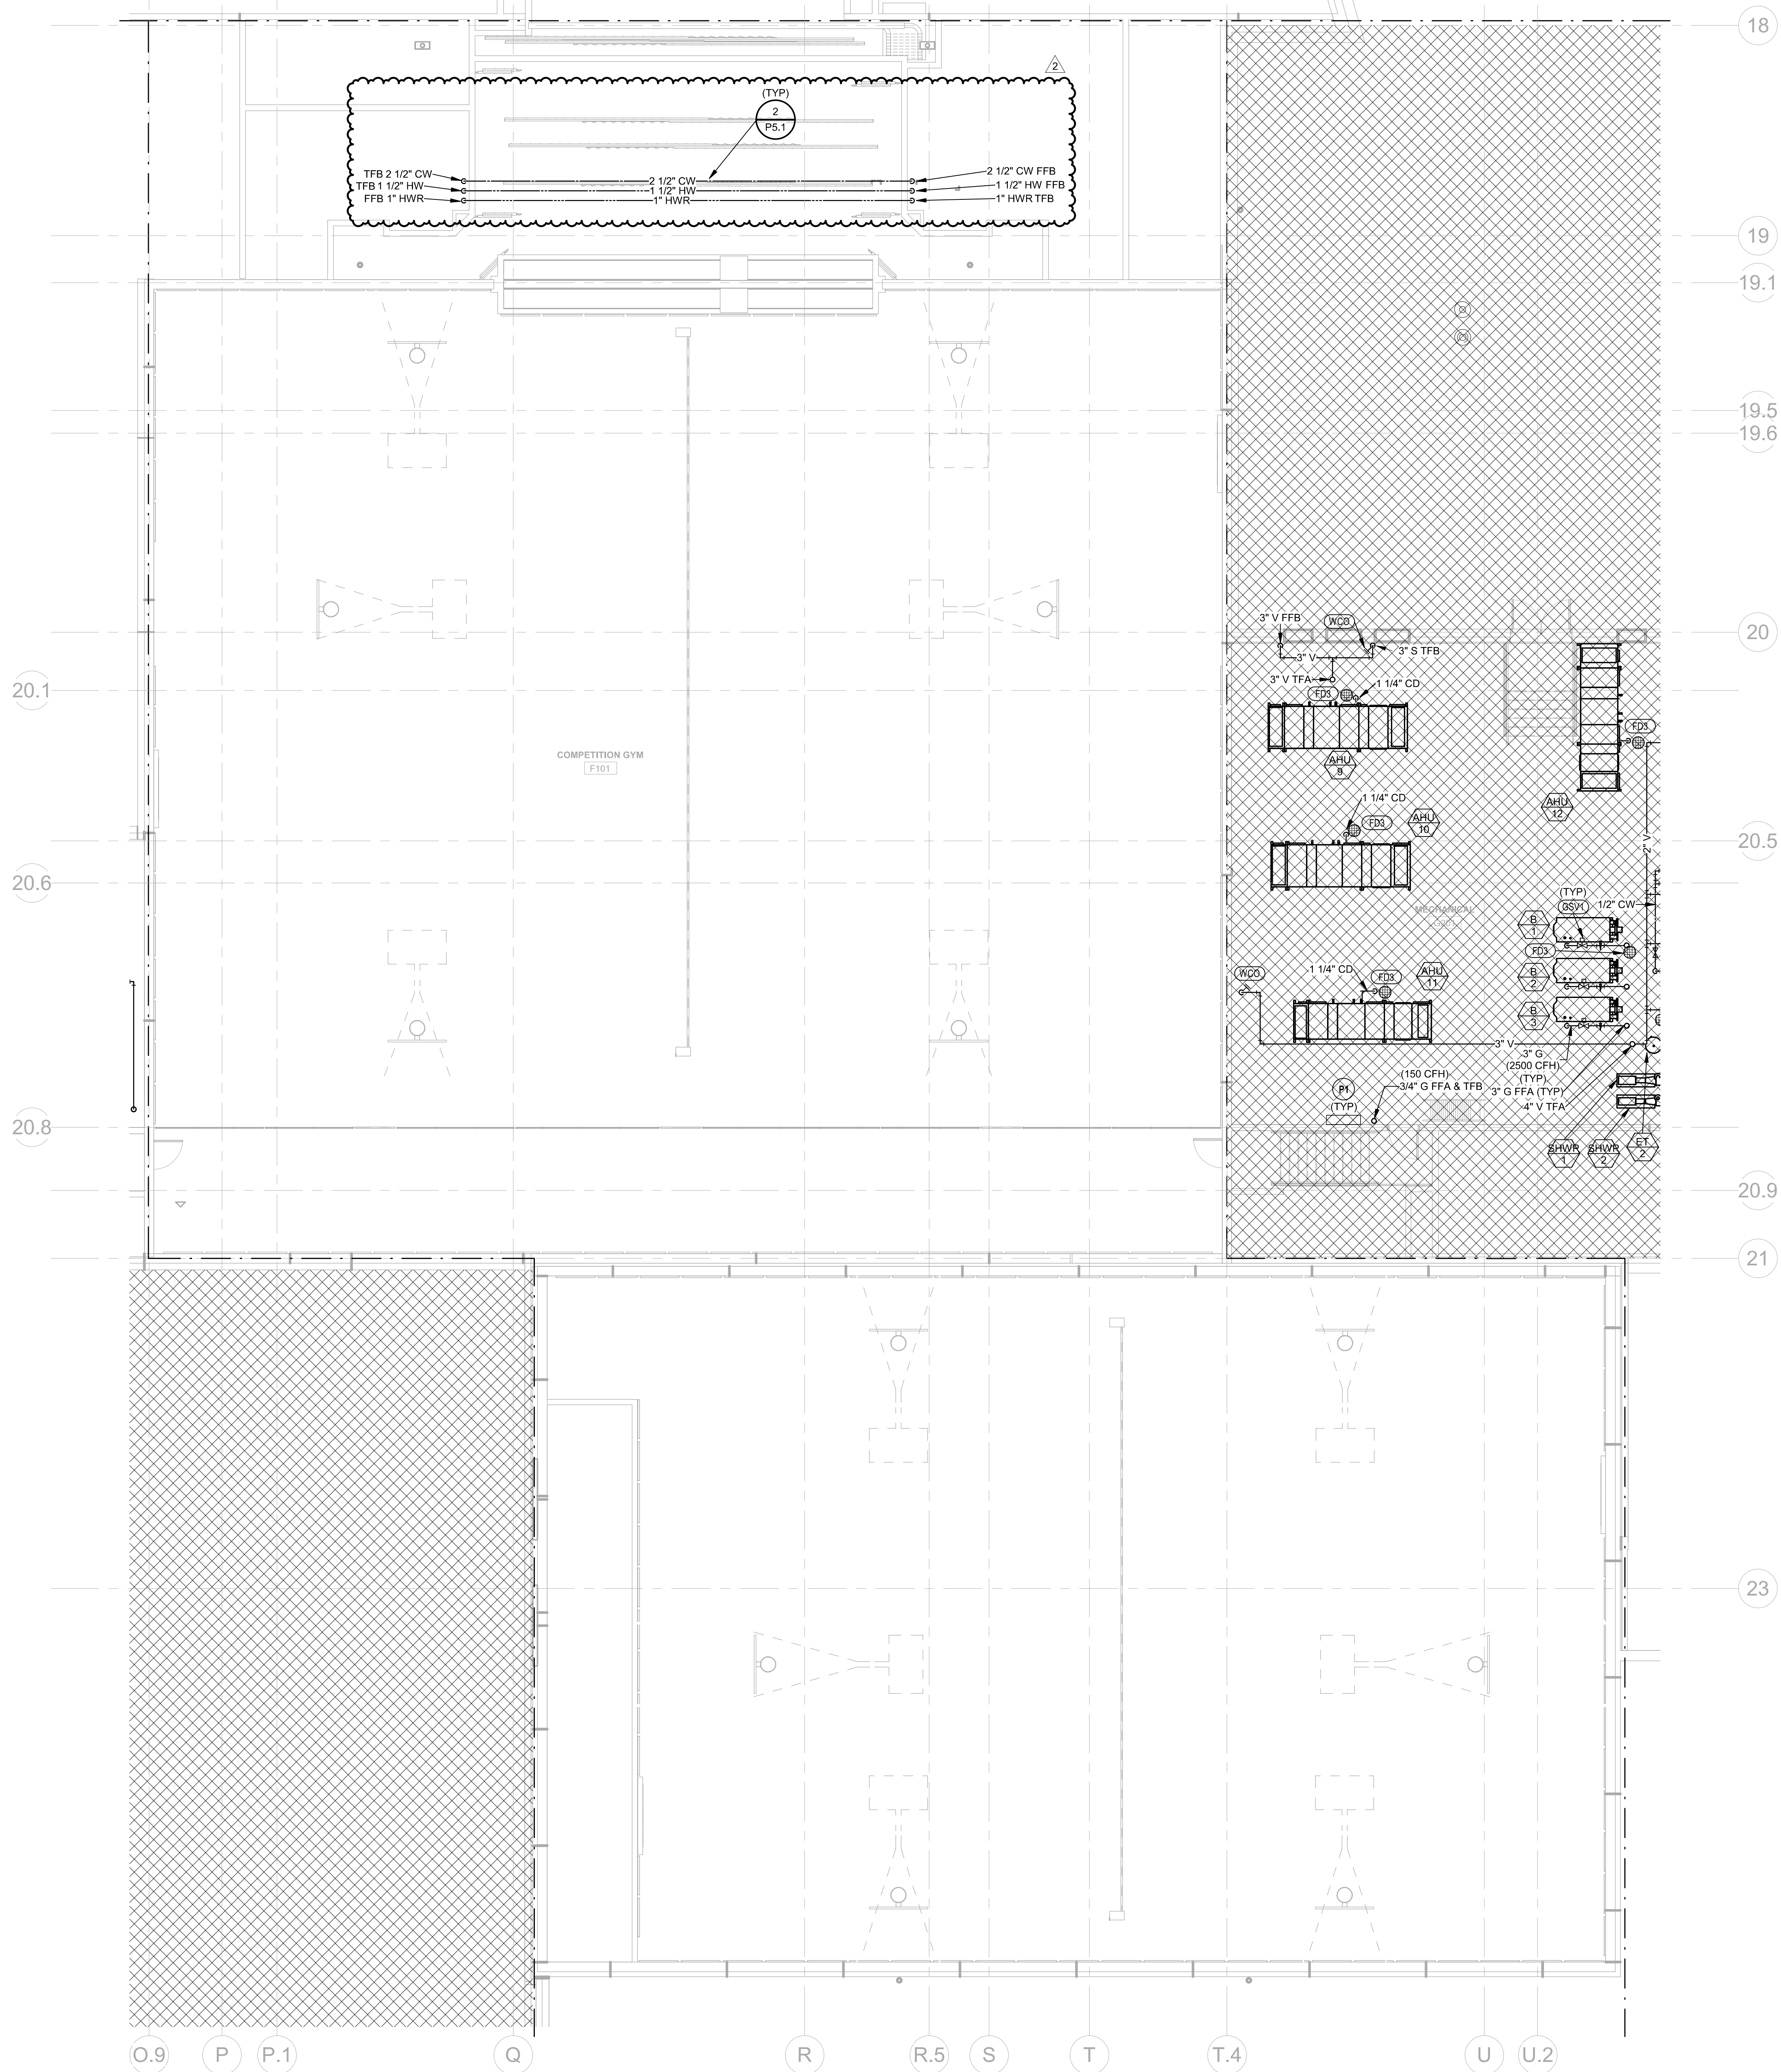 18
2
(TYP)
2
P5.1
TFB 2 1/2" CW
2 1/2" CW
2 1/2" CW FFB
TFB 1 1/2" HW
1 1/2" HW
1 1/2" HW FFB
FFB 1" HWR
1" HWR
1" HWR TFB
19
19.1
19.5
19.6
3" V FFB
WCO
20
3" S TFB
3" V
3" V TFA
1 1/4" CD
20.1
FD3
FD3
COMPETITION GYM
F101
AHU
9
1 1/4" CD
AHU
12
FD3
AHU
10
2" V
20.5
20.6
(TYP)
GSV1
1/2" CW
MECHANICAL
B
1
FD3
WCO
1 1/4" CD
FD3
AHU
11
B
2
B
3
3" V
3" G
(2500 CFH)
(TYP)
(150 CFH)
3/4" G FFA & TFB
P1
(TYP)
3" G FFA (TYP)
4" V TFA
20.8
SHWR
1
SHWR
2
ET
2
20.9
21
23
O.9
P
P.1
Q
R
R.5
S
T
T.4
U
U.2